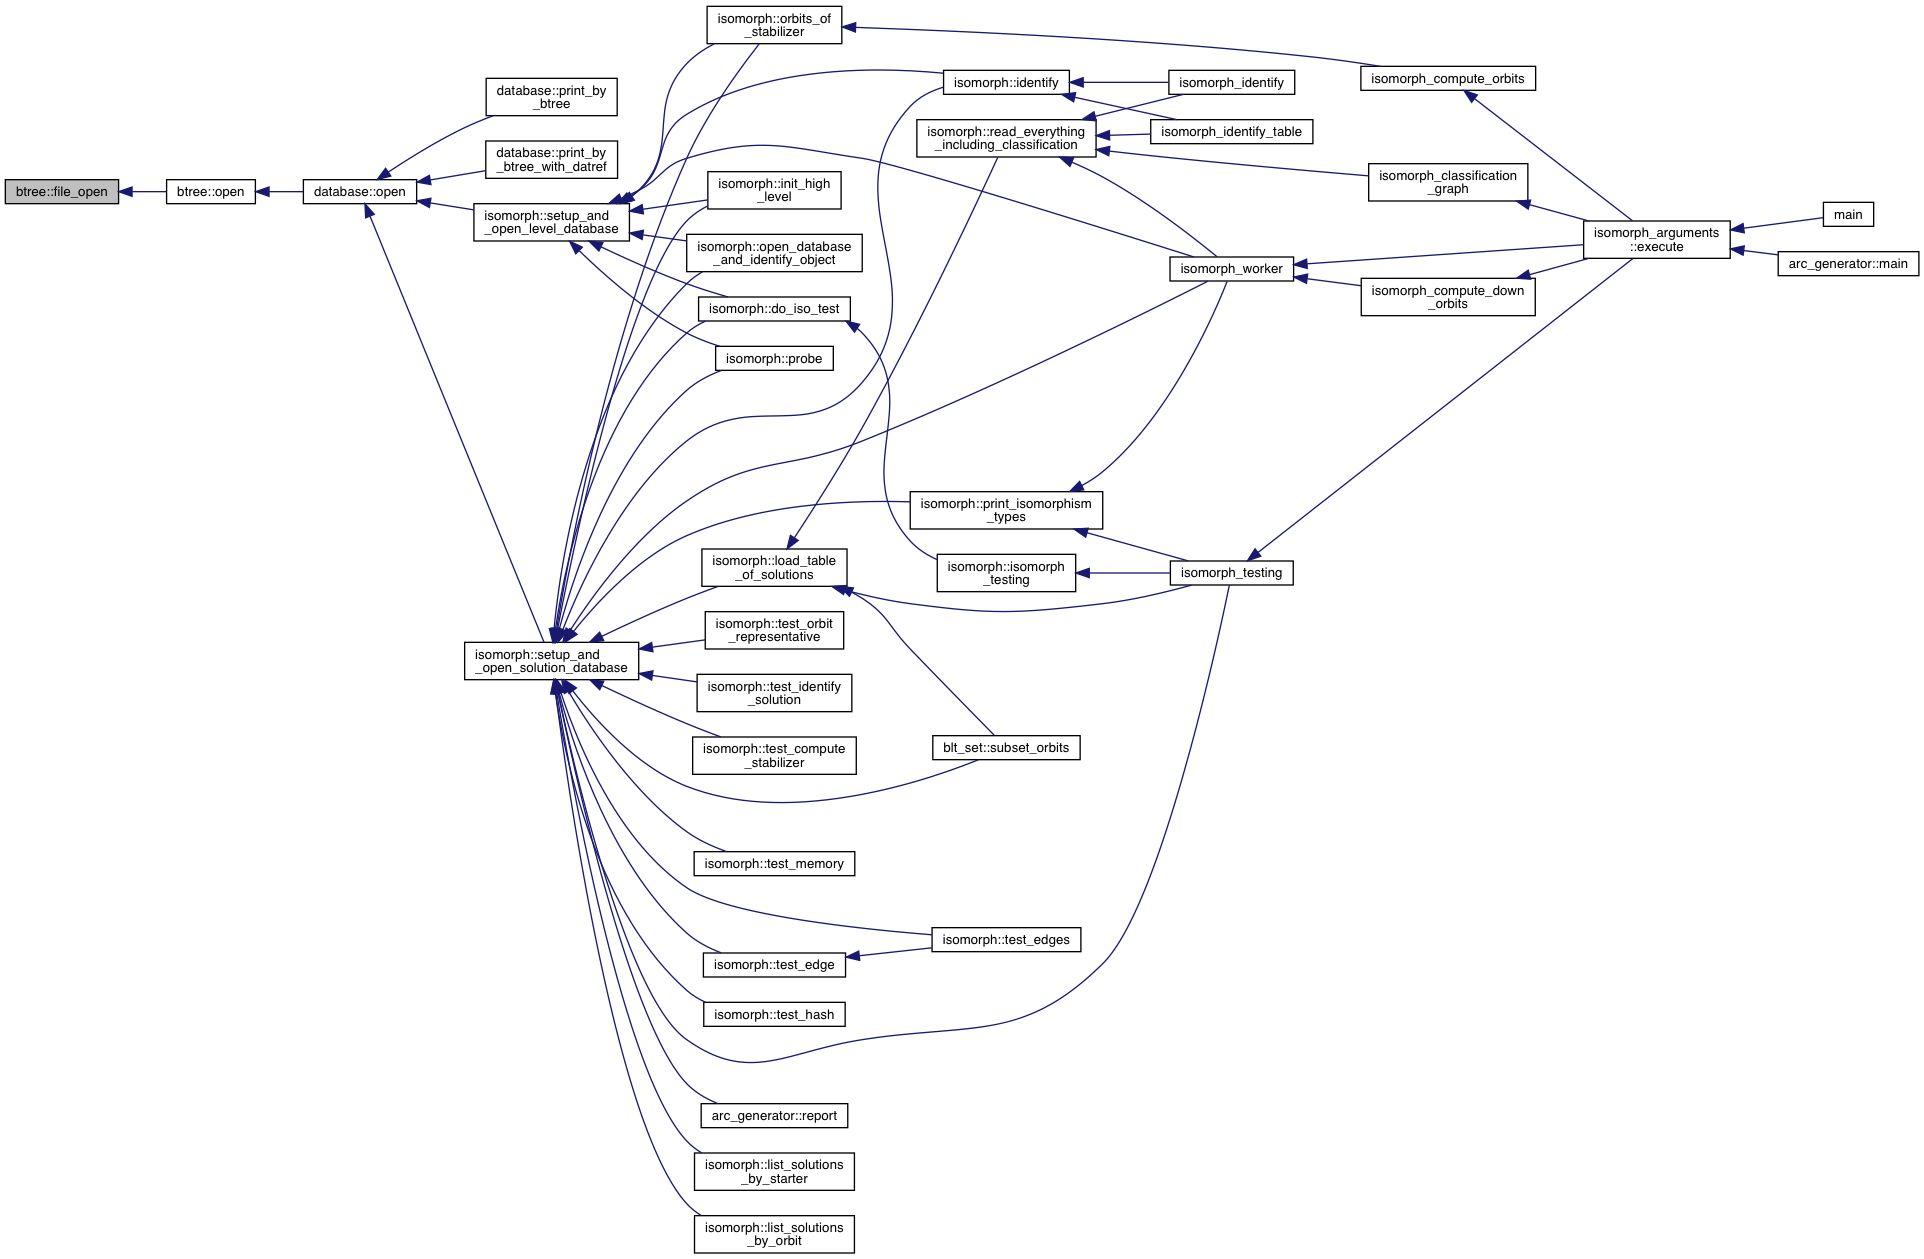 btree::file_open
btree::open
database::open
database::print_by
_btree
database::print_by
_btree_with_datref
isomorph::setup_and
_open_level_database
isomorph::setup_and
_open_solution_database
isomorph::orbits_of
_stabilizer
isomorph::init_high
_level
isomorph::open_database
_and_identify_object
isomorph::do_iso_test
isomorph::probe
isomorph::load_table
_of_solutions
isomorph::test_orbit
_representative
isomorph::test_identify
_solution
isomorph::test_compute
_stabilizer
isomorph::test_memory
isomorph::test_edge
isomorph::test_hash
arc_generator::report
isomorph::list_solutions
_by_starter
isomorph::list_solutions
_by_orbit
isomorph::identify
isomorph::read_everything
_including_classification
isomorph::print_isomorphism
_types
isomorph::isomorph
_testing
blt_set::subset_orbits
isomorph::test_edges
isomorph_identify
isomorph_identify_table
isomorph_worker
isomorph_testing
isomorph_compute_orbits
isomorph_classification
_graph
isomorph_compute_down
_orbits
isomorph_arguments
::execute
main
arc_generator::main